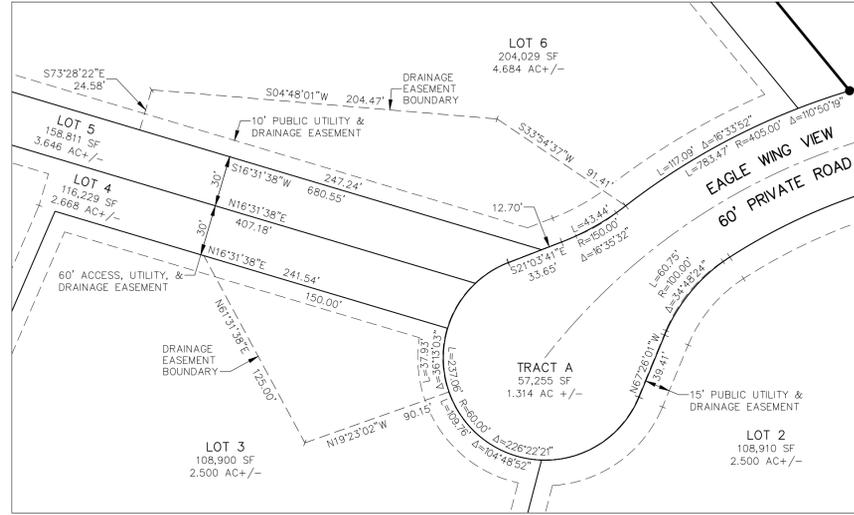 LOT 6
204,029 SF
4.684 AC+/-
S73°28'22"E
24.58'
S04°48'01"W
204.47'
DRAINAGE
EASEMENT
BOUNDARY
10' PUBLIC UTILITY
& DRAINAGE EASEMENT
S33°54'37"W
91.41'
L=117.09' Δ=16°33'52"
L=783.47' R=405.00' Δ=110°50'19"
EAGLE WING VIEW
60' PRIVATE ROAD
LOT 5
158,811 SF
3.646 AC+/-
LOT 4
116,229 SF
2.668 AC+/-
30'
30'
S16°31'38"W
247.24'
680.55'
N16°31'38"E
407.18'
N16°31'38"E
241.54'
150.00'
12.70'
L=43.44'
R=150.00'
Δ=16°35'32"
S21°03'41"E
33.65'
L=60.75'
R=100.00'
Δ=34°48'24"
60' ACCESS, UTILITY, &
DRAINAGE EASEMENT
N61°31'38"E
125.00'
DRAINAGE
EASEMENT
BOUNDARY
L=37.93'
Δ=36°13'03"
L=237.06'
R=60.00'
Δ=226°22'21"
L=109.76'
Δ=104°48'52"
N19°23'02"W
90.15'
TRACT A
57,255 SF
1.314 AC +/-
N67°26'01"W
39.41'
15' PUBLIC UTILITY &
DRAINAGE EASEMENT
LOT 3
108,900 SF
2.500 AC+/-
LOT 2
108,910 SF
2.500 AC+/-